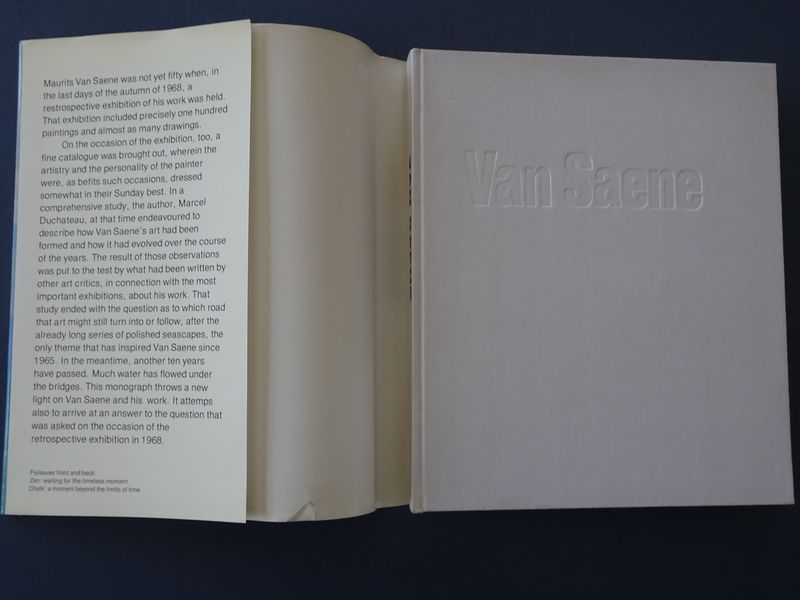 Maurits Van Saene was not yet fifty when, in
the last days of the autumn of 1968, a
restrospective exhibition of his work was held.
That exhibition included precisely one hundred
paintings and almost as many drawings.
On the occasion of the exhibition, too, a
fine catalogue was brought out, wherein the
artistry and the personality of the painter
were, as befits such occasions, dressed
somewhat in their Sunday best. In a
comprehensive study, the author, Marcel
Duchateau, at that time endeavoured to
describe how Van Saene's art had been
formed and how it had evolved over the course
of the years. The result of those observations
was put to the test by what had been written by
other art critics, in connection with the most
important exhibitions, about his work. That
study ended with the question as to which road
that art might still turn into or follow, after the
already long series of polished seascapes, the
only theme that has inspired Van Saene since
1965. In the meantime, another ten years
have passed. Much water has flowed under
the bridges. This monograph throws a new
light on Van Saene and his work. It attemps
also to arrive at an answer to the question that
was asked on the occasion of the
retrospective exhibition in 1968.
Flyleaves front and back:
Zen: waiting for the timeless moment
Chalk: a moment beyond the limits of time
Van Saene